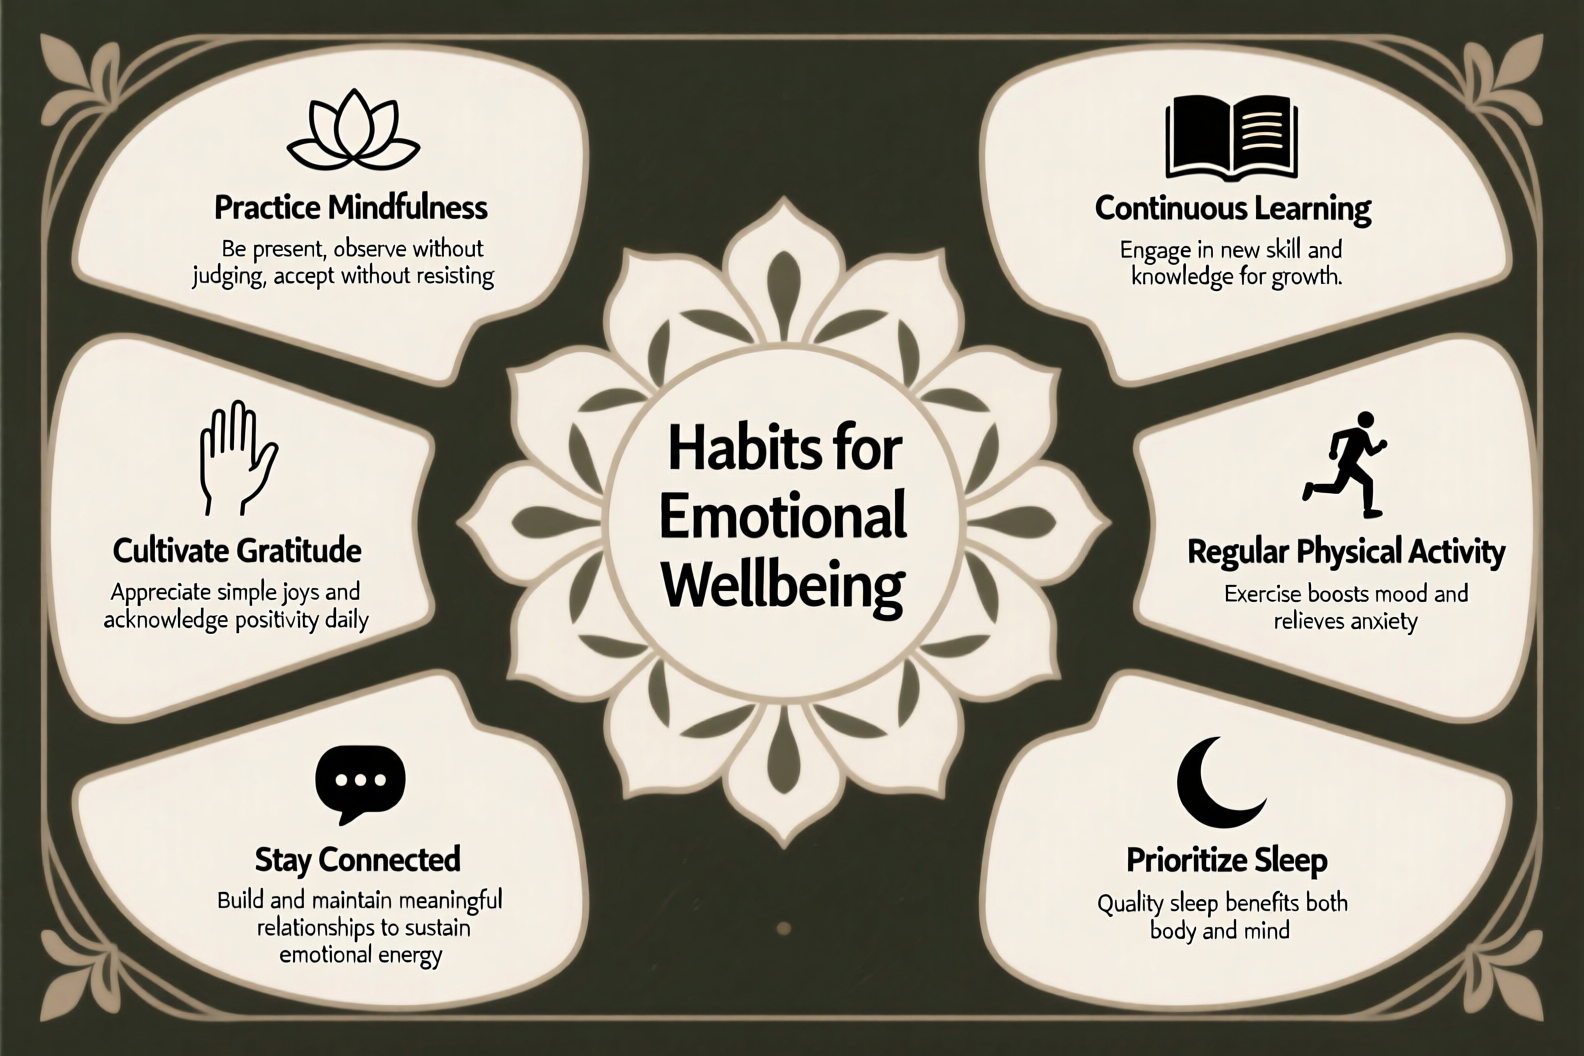 Habits for
Emotional
Wellbeing
Practice Mindfulness
Be present, observe without
judging, accept without resisting
Cultivate Gratitude
Appreciate simple joys and
acknowledge positivity daily
Stay Connected
Build and maintain meaningful
relationships to sustain
emotional energy
Continuous Learning
Engage in new skill and
knowledge for growth.
Regular Physical Activity
Exercise boosts mood and
relieves anxiety
Prioritize Sleep
Quality sleep benefits both
body and mind